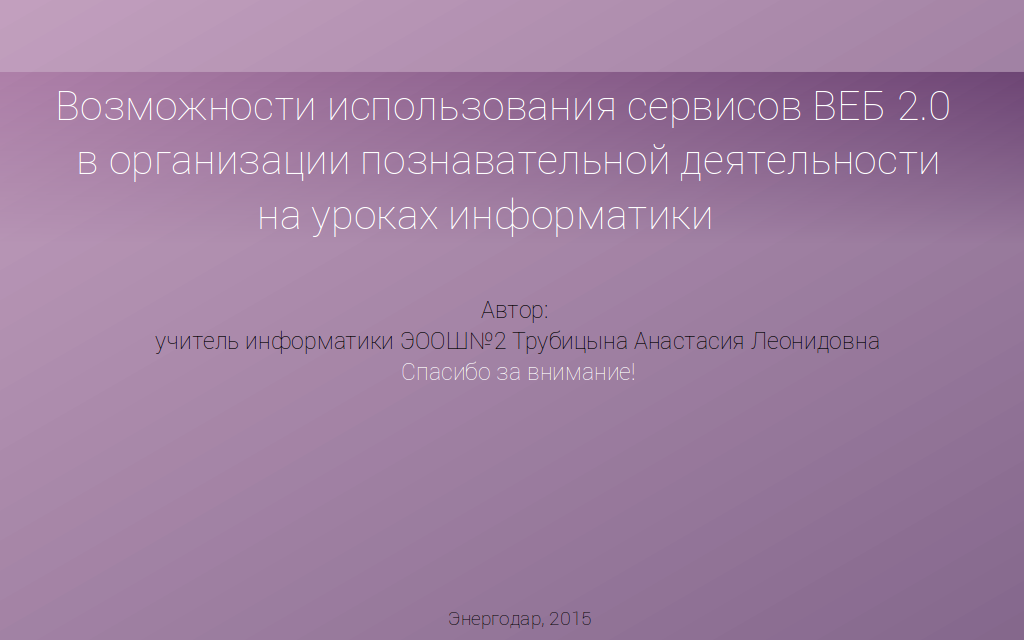 Возможности использования сервисов ВЕБ 2.0
в организации познавательной деятельности
на уроках информатики
Автор:
учитель информатики ЭООШ№2 Трубицына Анастасия Леонидовна
Спасибо за внимание!
Энергодар, 2015